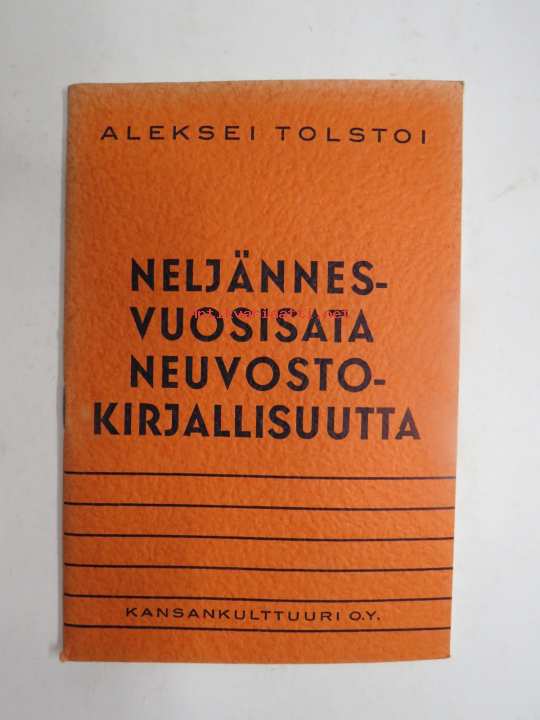 ALEKSEI TOLSTOI
NELJÄNNES-
VUOSISATA
NEUVOSTO-
KIRJALLISUUTTA
KANSANKULTTUURI O.Y.